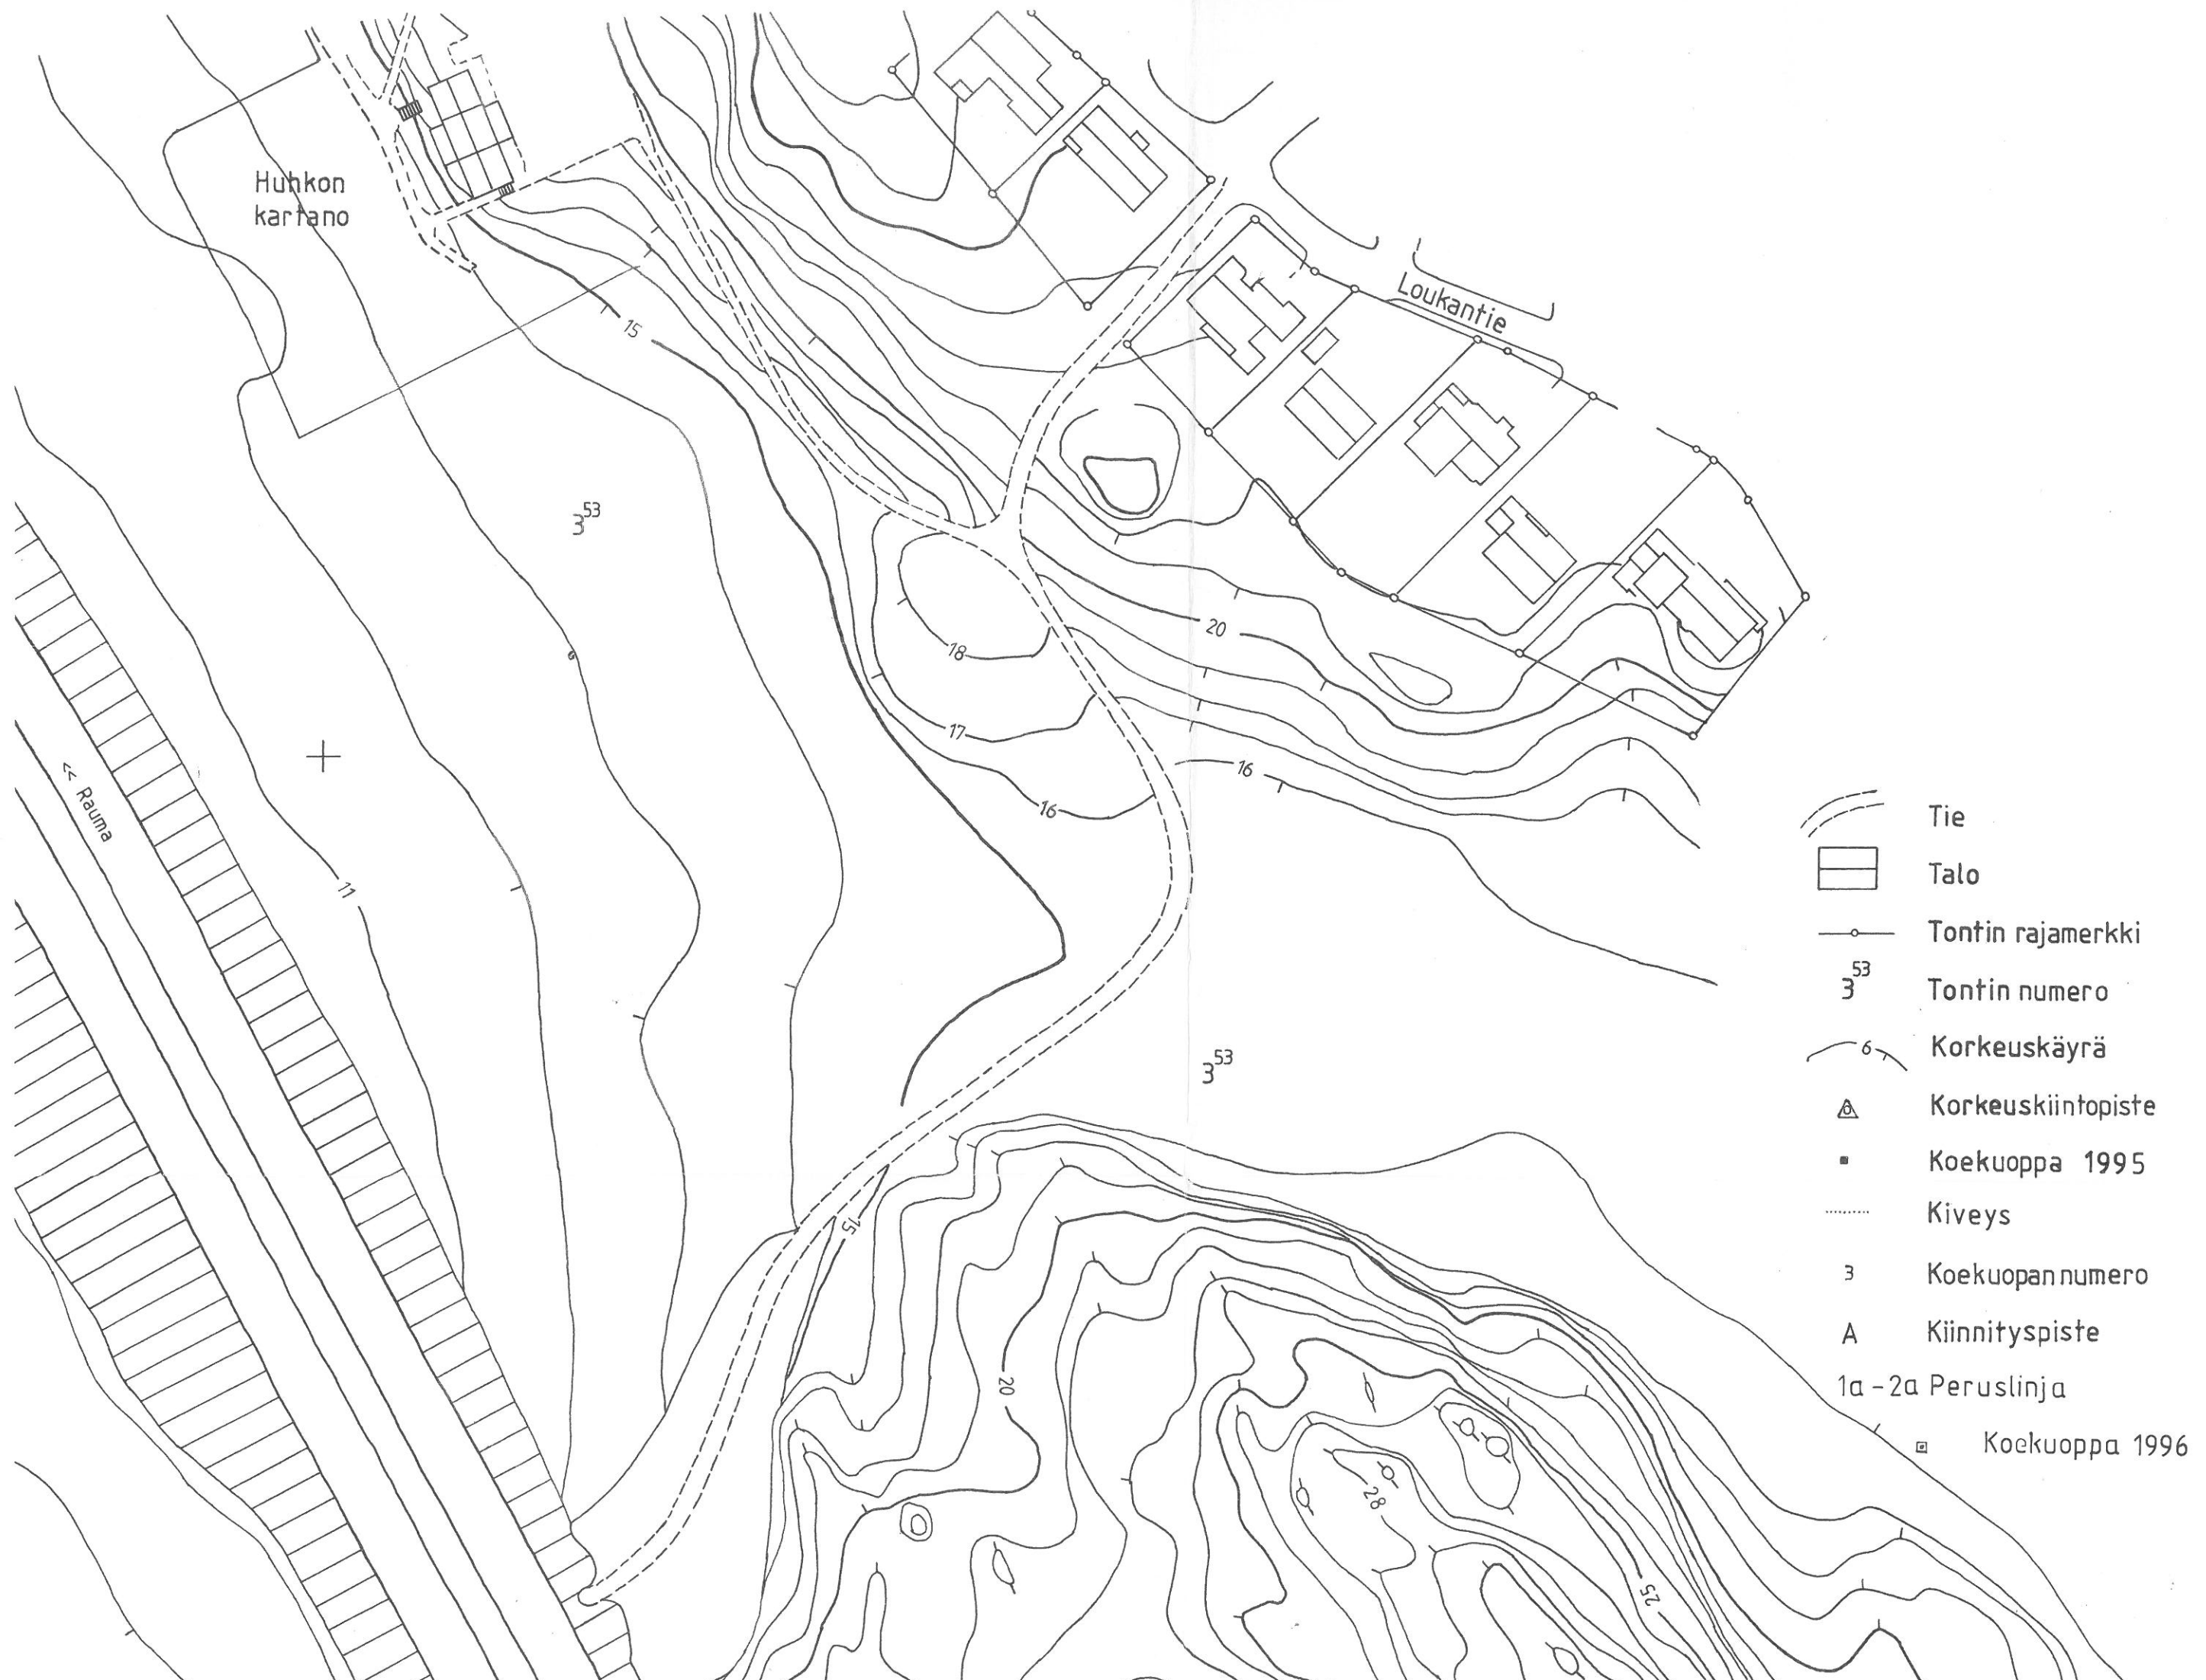 Huhkon
kartano
15
Loukantie
3⁵³
20
18
17
16
16
<< Rauma
11
3⁵³
15
20
28
25
Tie
Talo
Tontin rajamerkki
3⁵³ Tontin numero
6 Korkeuskäyrä
Korkeuskiintopiste
Koekuoppa 1995
Kiveys
3 Koekuopan numero
A Kiinnityspiste
1a - 2a Peruslinja
Koekuoppa 1996